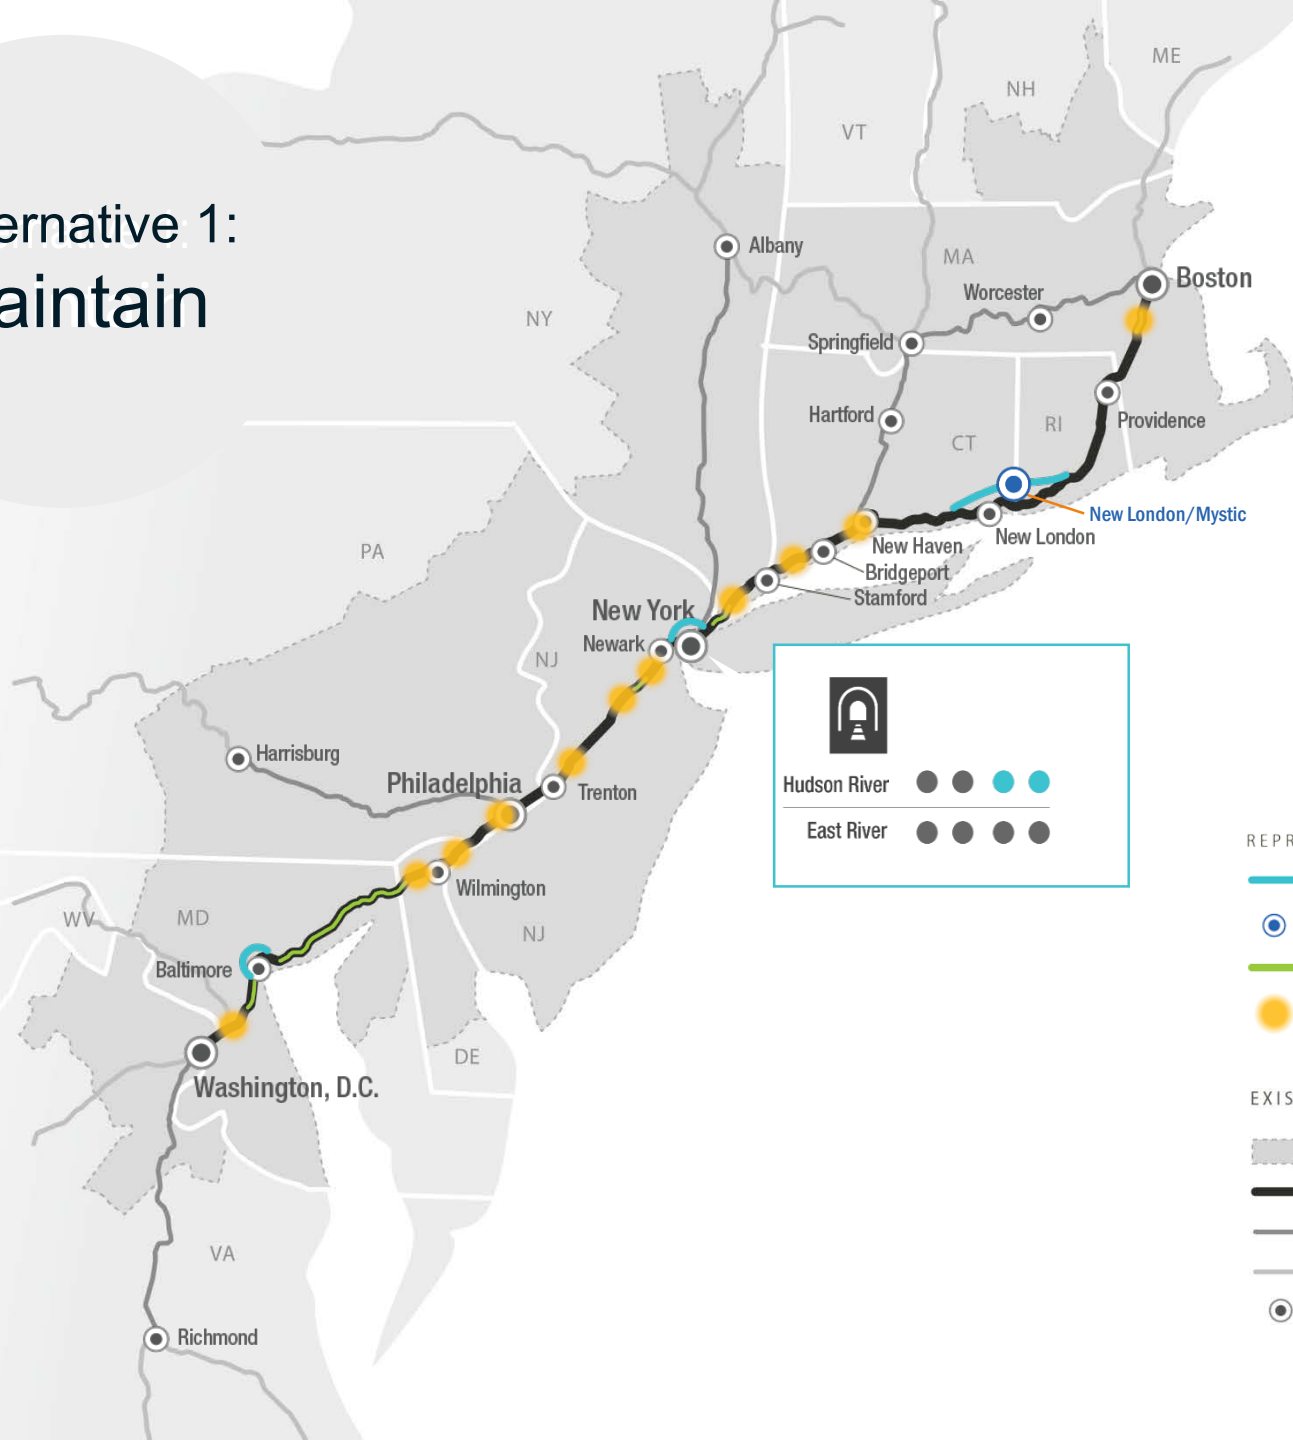 ernative 1:
aintain
ME
NH
VT
Albany
MA
Boston
Worcester
NY
Springfield
Hartford
RI
Providence
CT
New London/Mystic
New London
New Haven
PA
Bridgeport
Stamford
New York
Newark
NJ
Harrisburg
Philadelphia
Trenton
Hudson River
East River
REPR
Wilmington
WV
MD
NJ
Baltimore
DE
Washington, D.C.
EXIS
VA
Richmond